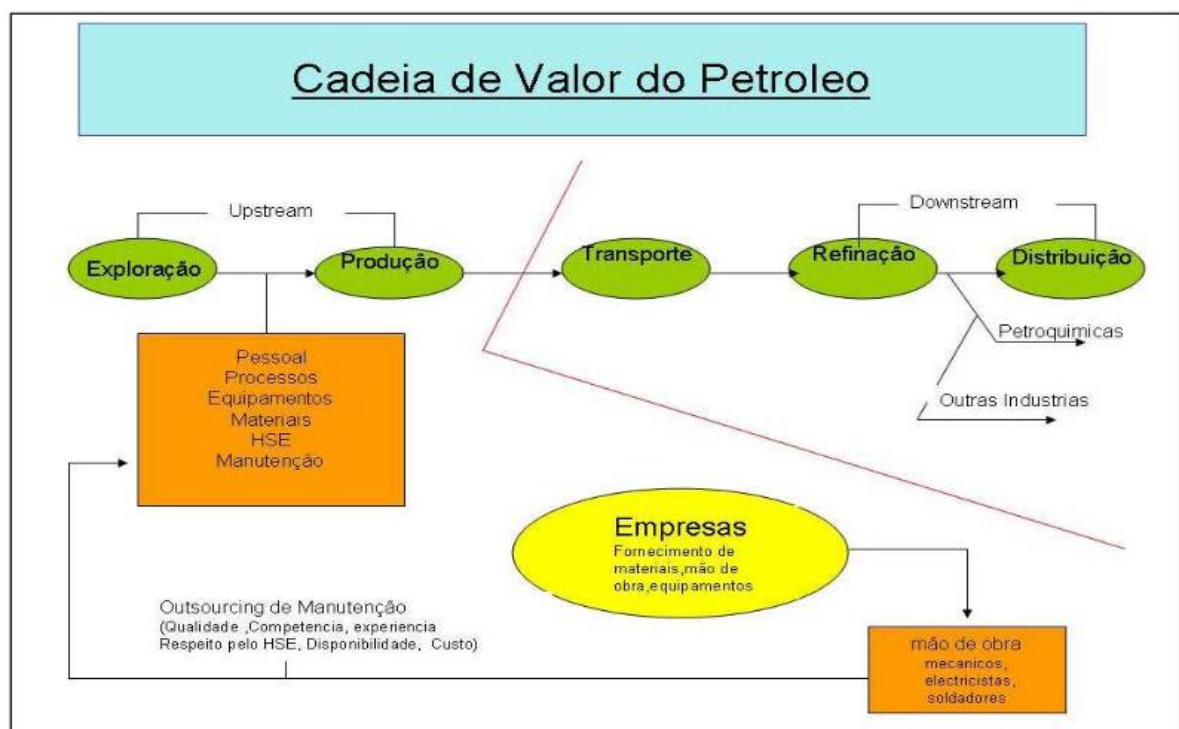 Cadeia de Valor do Petroleo
Upstream
Downstream
Exploração
Produção
Transporte
Refinação
Distribuição
Petroquimicas
Outras Industrias
Pessoal
Processos
Equipamentos
Materiais
HSE
Manutenção
Empresas
Fornecimento de
materiais,mão de
obra,equipamentos
Outsourcing de Manutenção
(Qualidade ,Competencia, experiencia
Respeito pelo HSE, Disponibilidade, Custo)
mão de obra
mecanicos,
electricistas,
soldadores